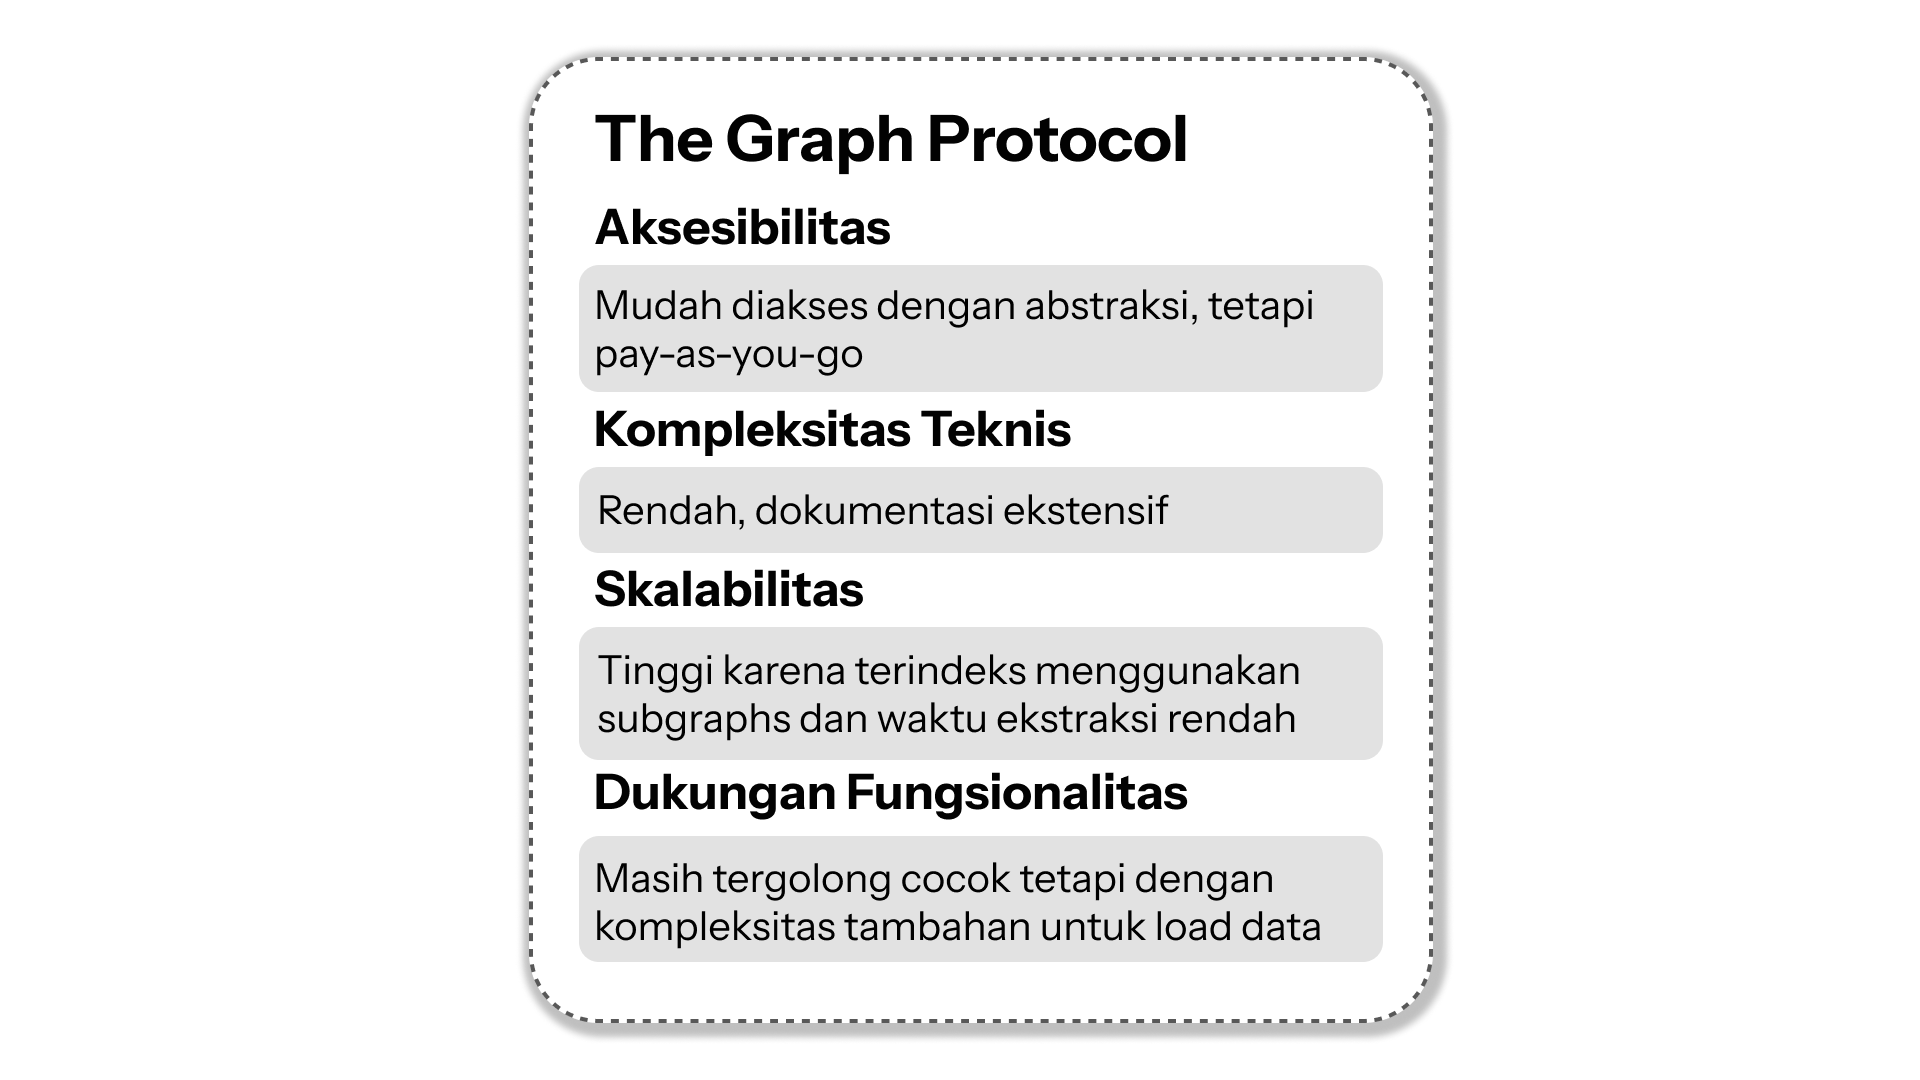 The Graph Protocol
Aksesibilitas
Mudah diakses dengan abstraksi, tetapi
pay-as-you-go
Kompleksitas Teknis
Rendah, dokumentasi ekstensif
Skalabilitas
Tinggi karena terindeks menggunakan
subgraphs dan waktu ekstraksi rendah
Dukungan Fungsionalitas
Masih tergolong cocok tetapi dengan
kompleksitas tambahan untuk load data